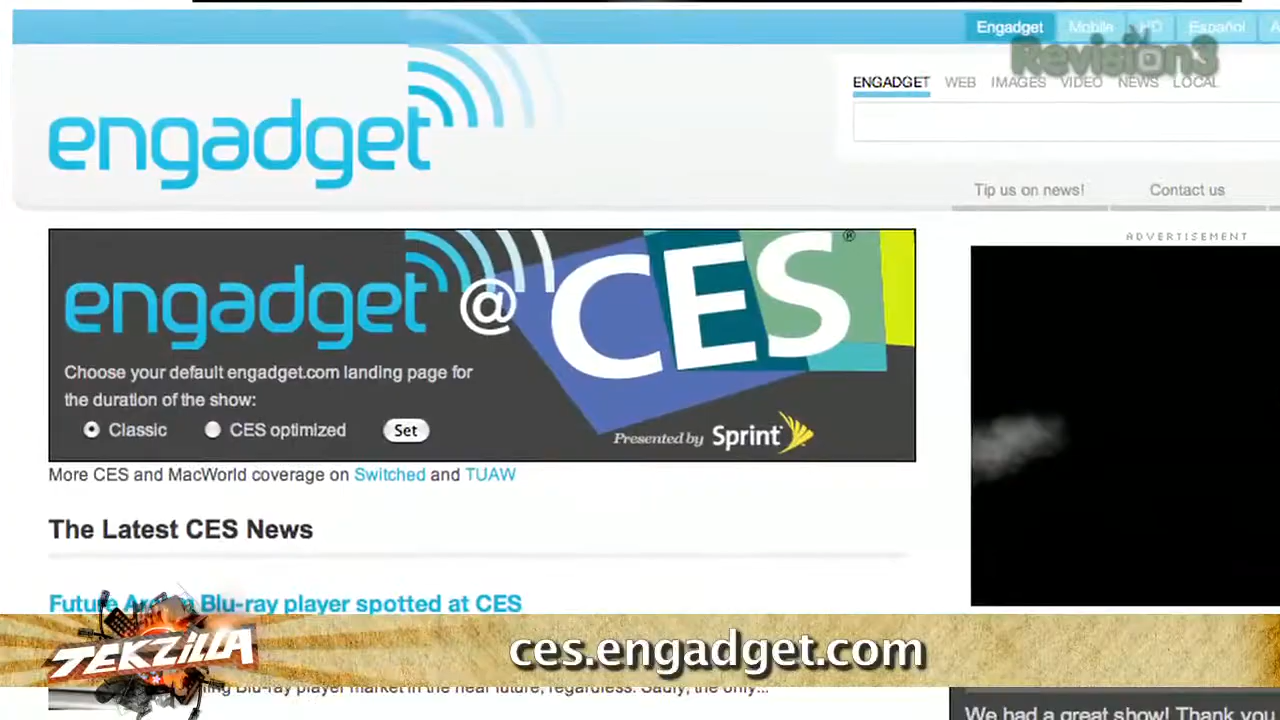 Engadget Mobile HD Español
Revision3
ENGADGET WEB IMAGES VIDEO NEWS LOCAL
engadget
Tip us on news! Contact us
ADVERTISEMENT
engadget @ CES®
Choose your default engadget.com landing page for
the duration of the show:
Classic CES optimized Set
Presented by Sprint
More CES and MacWorld coverage on Switched and TUAW
The Latest CES News
Blu-ray player spotted at CES
TEKZILLA
ces.engadget.com
Blu-ray player market in the near future, regardless. Sadly, the only...
We had a great show! Thank you